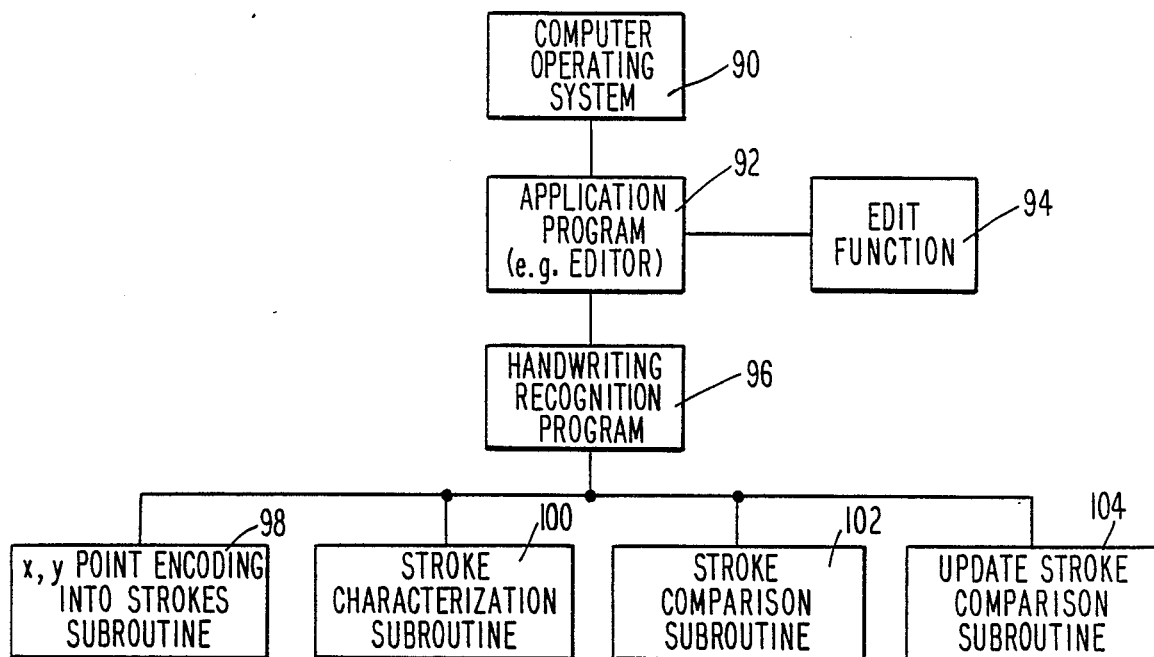 COMPUTER
OPERATING
SYSTEM
90
APPLICATION
PROGRAM
(e.g. EDITOR)
92
EDIT
FUNCTION
94
HANDWRITING
RECOGNITION
PROGRAM
96
x, y POINT ENCODING
INTO STROKES
SUBROUTINE
98
STROKE
CHARACTERIZATION
SUBROUTINE
100
STROKE
COMPARISON
SUBROUTINE
102
UPDATE STROKE
COMPARISON
SUBROUTINE
104